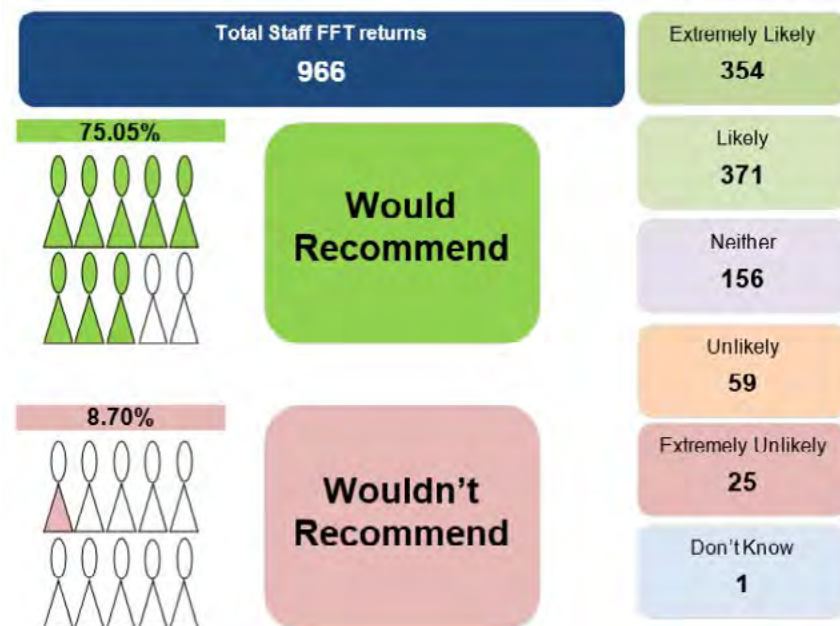 Total Staff FFT returns
966
75.05%
Would
Recommend
8.70%
Wouldn't
Recommend
Extremely Likely
354
Likely
371
Neither
156
Unlikely
59
Extremely Unlikely
25
Don't Know
1